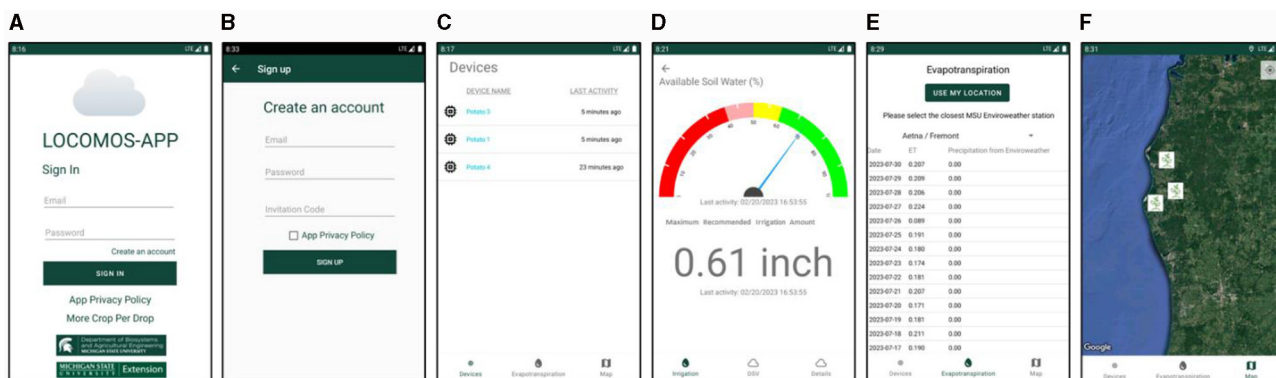 A
8:16
LTE
LOCOMOS-APP
Sign In
Email
Password
Create an account
SIGN IN
App Privacy Policy
More Crop Per Drop
Department of Biosystems
and Agricultural Engineering
MICHIGAN STATE UNIVERSITY
MICHIGAN STATE
UNIVERSITY
Extension
B
8:33
LTE
Sign up
Create an account
Email
Password
Invitation Code
App Privacy Policy
SIGN UP
C
8:17
LTE
Devices
DEVICE NAME LAST ACTIVITY
Potato 3 5 minutes ago
Potato 1 5 minutes ago
Potato 4 23 minutes ago
Devices Evapotranspiration Map
D
8:21
LTE
Available Soil Water (%)
Last activity: 02/20/2023 16:53:55
Maximum Recommended Irrigation Amount
0.61 inch
Last activity: 02/20/2023 16:53:55
Irrigation DSV Details
E
8:29
LTE
Evapotranspiration
USE MY LOCATION
Please select the closest MSU Enviroweather station
Aetna / Fremont
Date ET Precipitation from Enviroweather
2023-07-30 0.207 0.00
2023-07-29 0.209 0.00
2023-07-28 0.206 0.00
2023-07-27 0.224 0.00
2023-07-26 0.089 0.00
2023-07-25 0.191 0.00
2023-07-24 0.180 0.00
2023-07-23 0.174 0.00
2023-07-22 0.181 0.00
2023-07-21 0.207 0.00
2023-07-20 0.171 0.00
2023-07-19 0.181 0.00
2023-07-18 0.211 0.00
2023-07-17 0.190 0.00
Devices Evapotranspiration Map
F
8:31
LTE
Google
Devices Evapotranspiration Map